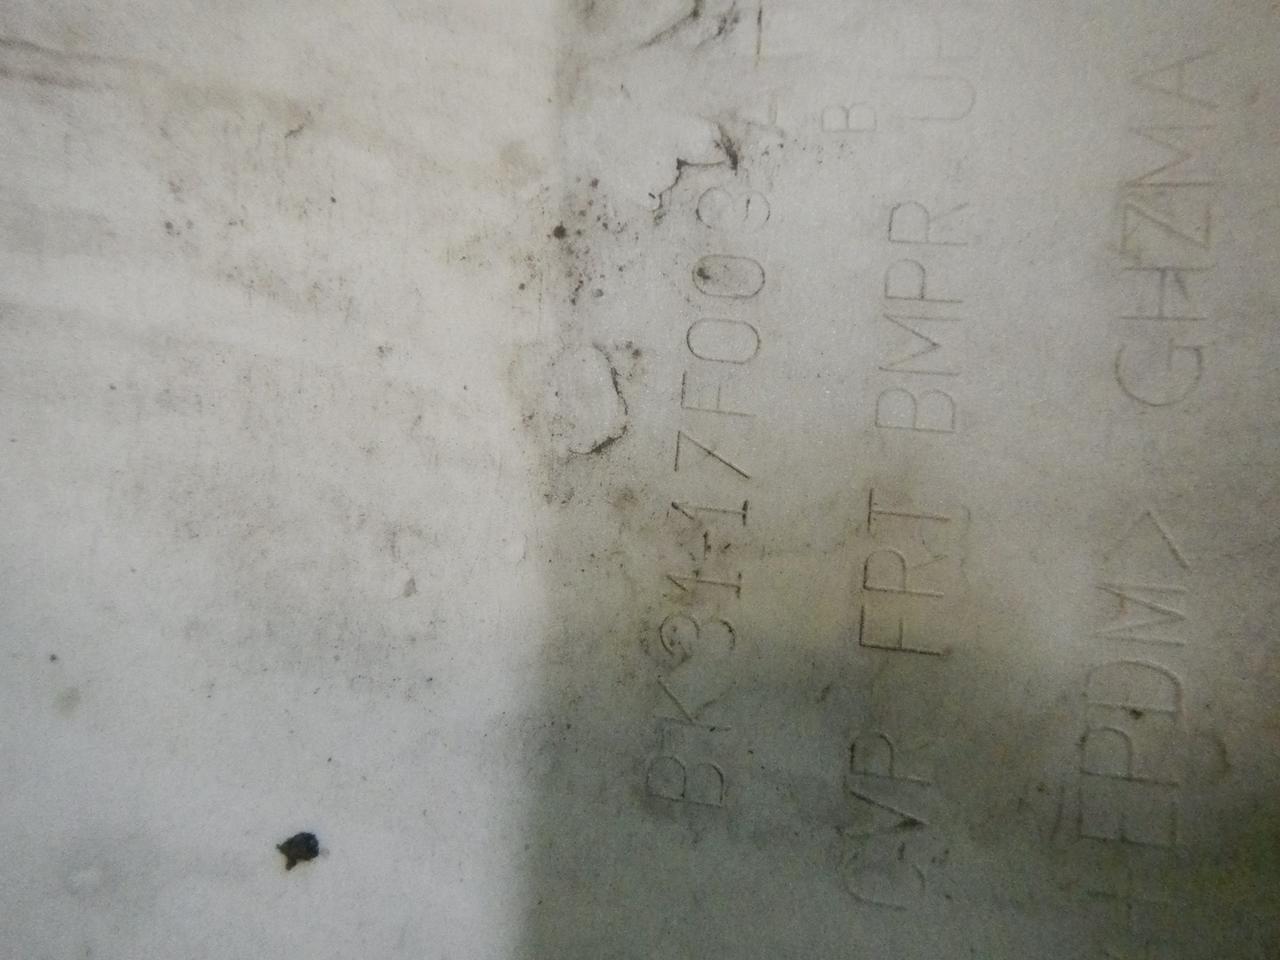 BK31-17F003-
B
CVR FRT BMPR U
+EPDM> GHZMA